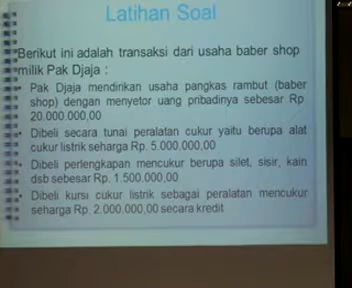 Latihan Soal
Berikut ini adalah transaksi dari usaha baber shop
milik Pak Djaja :
• Pak Djaja mendirikan usaha pangkas rambut (baber
shop) dengan menyetor uang pribadinya sebesar Rp
20.000.000,00
• Dibeli secara tunai peralatan cukur yaitu berupa alat
cukur listrik seharga Rp. 5.000.000,00
• Dibeli perlengkapan mencukur berupa silet, sisir, kain
dsb sebesar Rp. 1.500.000,00
• Dibeli kursi cukur listrik sebagai peralatan mencukur
seharga Rp. 2.000.000,00 secara kredit